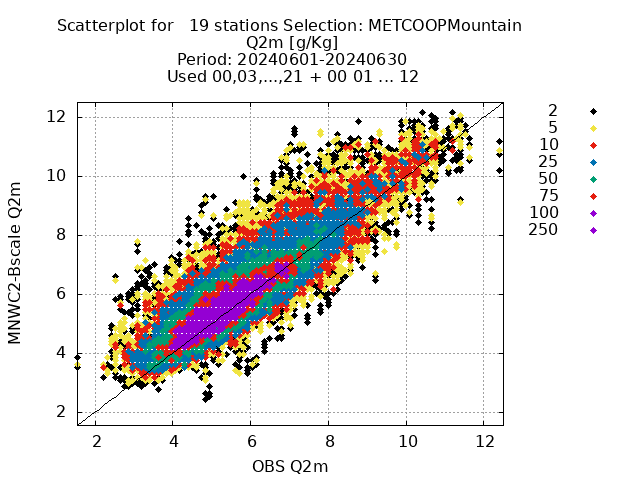 Scatterplot for   19 stations Selection: METCOOPMountain
Q2m [g/Kg]
Period: 20240601-20240630
Used 00,03,...,21 + 00 01 ... 12
12
10
8
6
4
2
MNWC2-Bscale Q2m
2 4 6 8 10 12
OBS Q2m
2
5
10
25
50
75
100
250